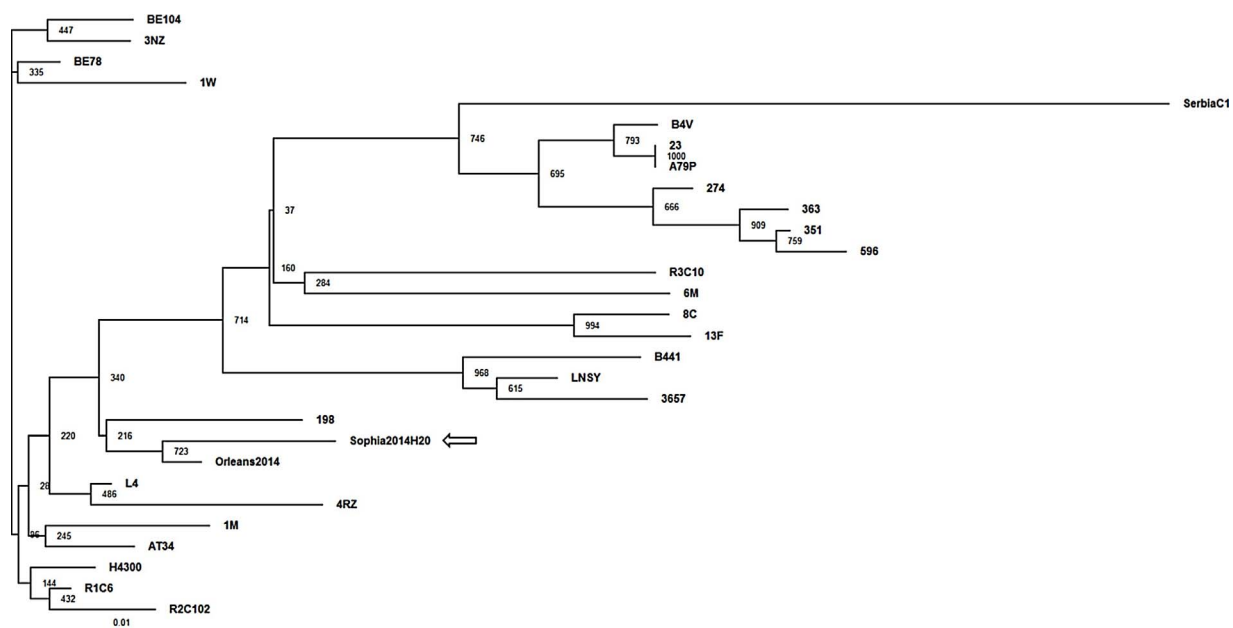 BE104
447
3NZ
BE78
335
1W
SerbiaC1
B4V
746
793
23
1000
A79P
695
274
666
363
909
351
759
596
37
160
R3C10
284
6M
8C
714
994
13F
B441
968
LNSY
340
615
3657
198
220
216
Sophia2014H20
723
Orleans2014
28
L4
486
4RZ
1M
96
245
AT34
H4300
144
R1C6
432
R2C102
0.01